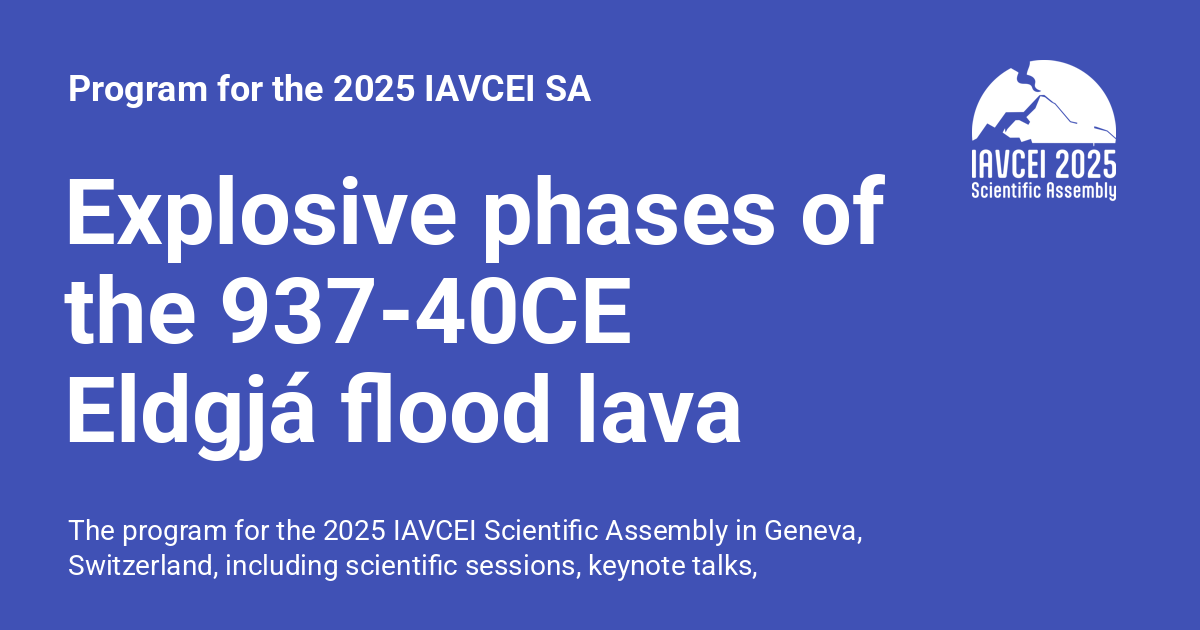 Program for the 2025 IAVCEI SA
IAVCEI 2025
Scientific Assembly
Explosive phases of
the 937-40CE
Eldgjá flood lava
The program for the 2025 IAVCEI Scientific Assembly in Geneva,
Switzerland, including scientific sessions, keynote talks,